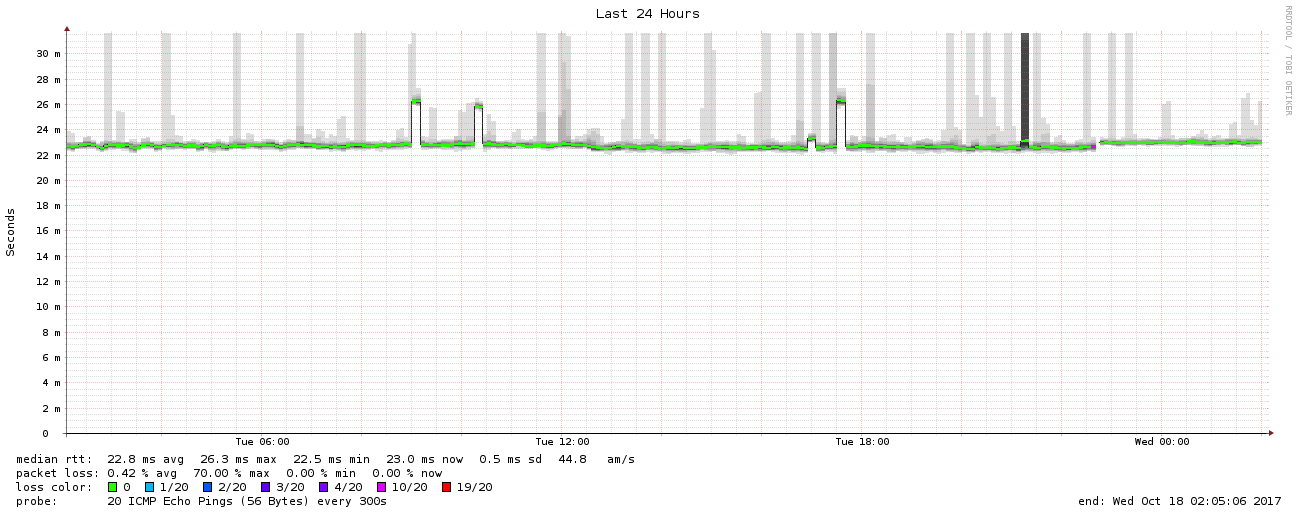 Last 24 Hours
RRDTOOL / TOBI OETIKER
Seconds
30 m
28 m
26 m
24 m
22 m
20 m
18 m
16 m
14 m
12 m
10 m
8 m
6 m
4 m
2 m
0
Tue 06:00 Tue 12:00 Tue 18:00 Wed 00:00
median rtt: 22.8 ms avg 26.3 ms max 22.5 ms min 23.0 ms now 0.5 ms sd 44.8 am/s
packet loss: 0.42 % avg 70.00 % max 0.00 % min 0.00 % now
loss color: 0 1/20 2/20 3/20 4/20 10/20 19/20
probe: 20 ICMP Echo Pings (56 Bytes) every 300s end: Wed Oct 18 02:05:06 2017